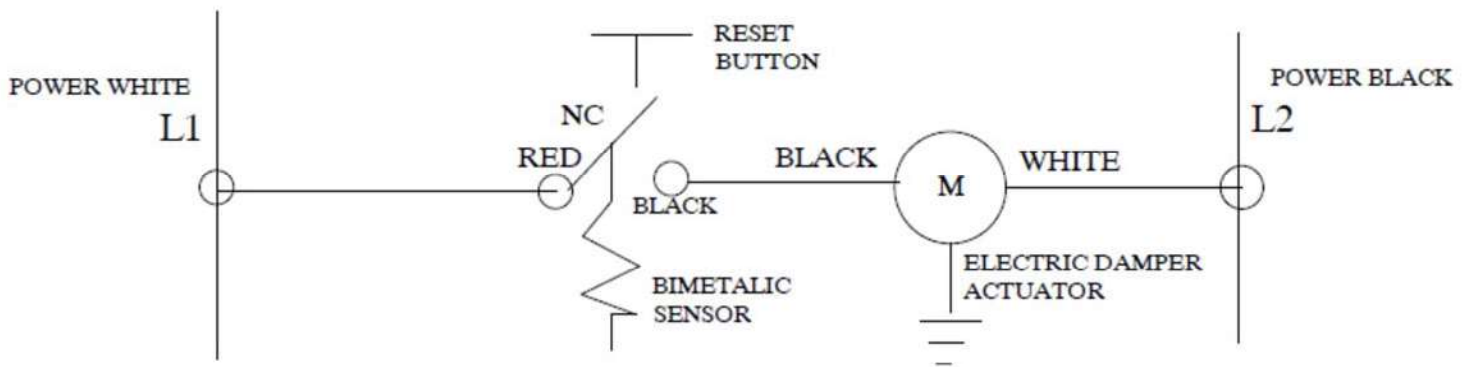 RESET
BUTTON
POWER WHITE
L1
NC
RED
BLACK
BLACK
M
WHITE
POWER BLACK
L2
BIMETALIC
SENSOR
ELECTRIC DAMPER
ACTUATOR